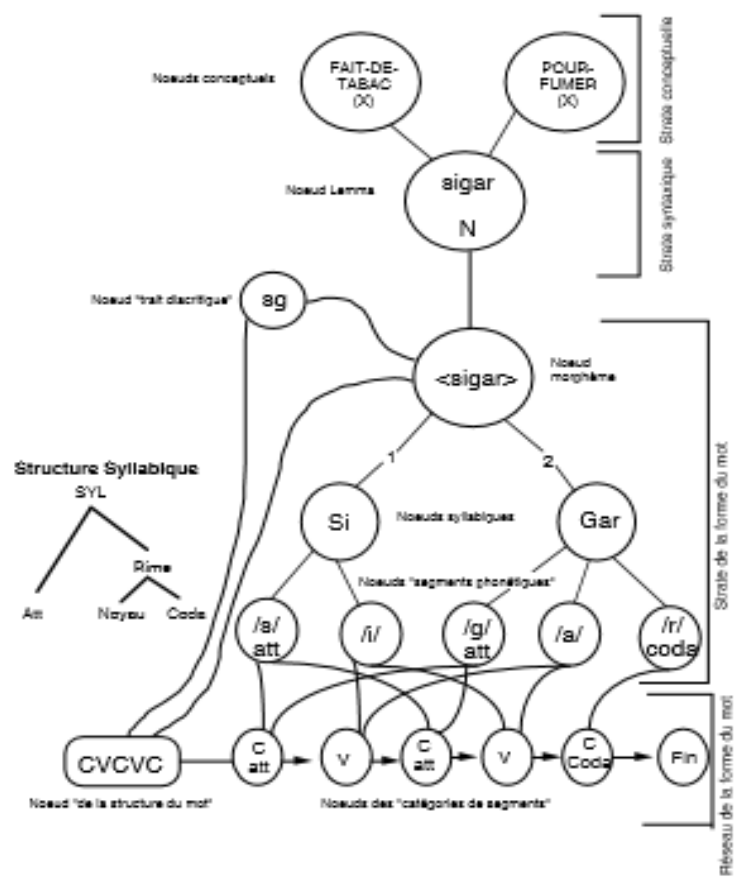 FAIT-DE-
TABAC
(X)
POUR-
FUMER
(X)
Noeuds conceptuels
Strate conceptuelle
sigar
N
Noeud Lemma
Strate syntaxique
Noeud "trait diacritique"
sg
<sigar>
Noeud
morphème
1
2
Structure Syllabique
SYL
Rime
Att
Noyau
Coda
Si
Noeuds syllabiques
Gar
Noeuds "segments phonétiques"
/s/
att
/i/
/g/
att
/a/
/r/
coda
Strate de la forme du mot
CVCVC
C
att
V
C
att
V
C
Coda
Fin
Noeud "de la structure du mot"
Noeuds des "catégories de segments"
Réseau de la forme du mot